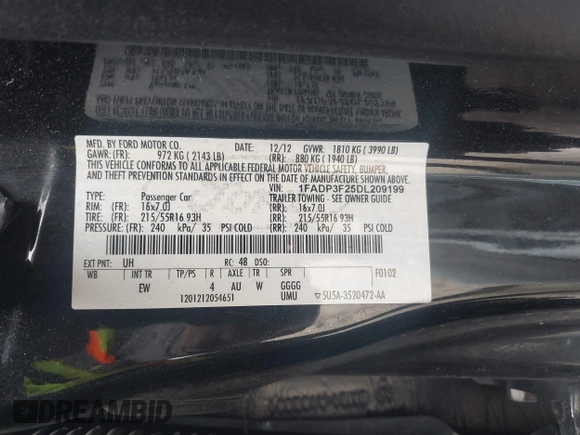 MFD. BY FORD MOTOR CO. DATE: 12/12 GVWR: 1810 KG ( 3990 LB)
GAWR: (FR): 972 KG ( 2143 LB) (RR): 880 KG ( 1940 LB)
THIS VEHICLE CONFORMS TO ALL APPLICABLE FEDERAL MOTOR VEHICLE SAFETY, BUMPER,
AND THEFT PREVENTION STANDARDS IN EFFECT ON THE DATE OF MANUFACTURE SHOWN ABOVE.
VIN: 1FADP3F25DL209199
TYPE: Passenger Car TRAILER TOWING - SEE OWNER GUIDE
RIM: (FR) 16x7.0J (RR): 16x7.0J
TIRE: (FR) 215/55R16 93H (RR): 215/55R16 93H
PRESSURE: (FR) 240 kPa/ 35 PSI COLD (RR): 240 kPa/ 35 PSI COLD
EXT PNT: UH RC: 48 DSO: F0102
WB INT TR TP/PS R AXLE TR SPR
EW 4 AU W GGGG
1201212054651 UMU ▽5U5A-3520472-AA
DREAMBID